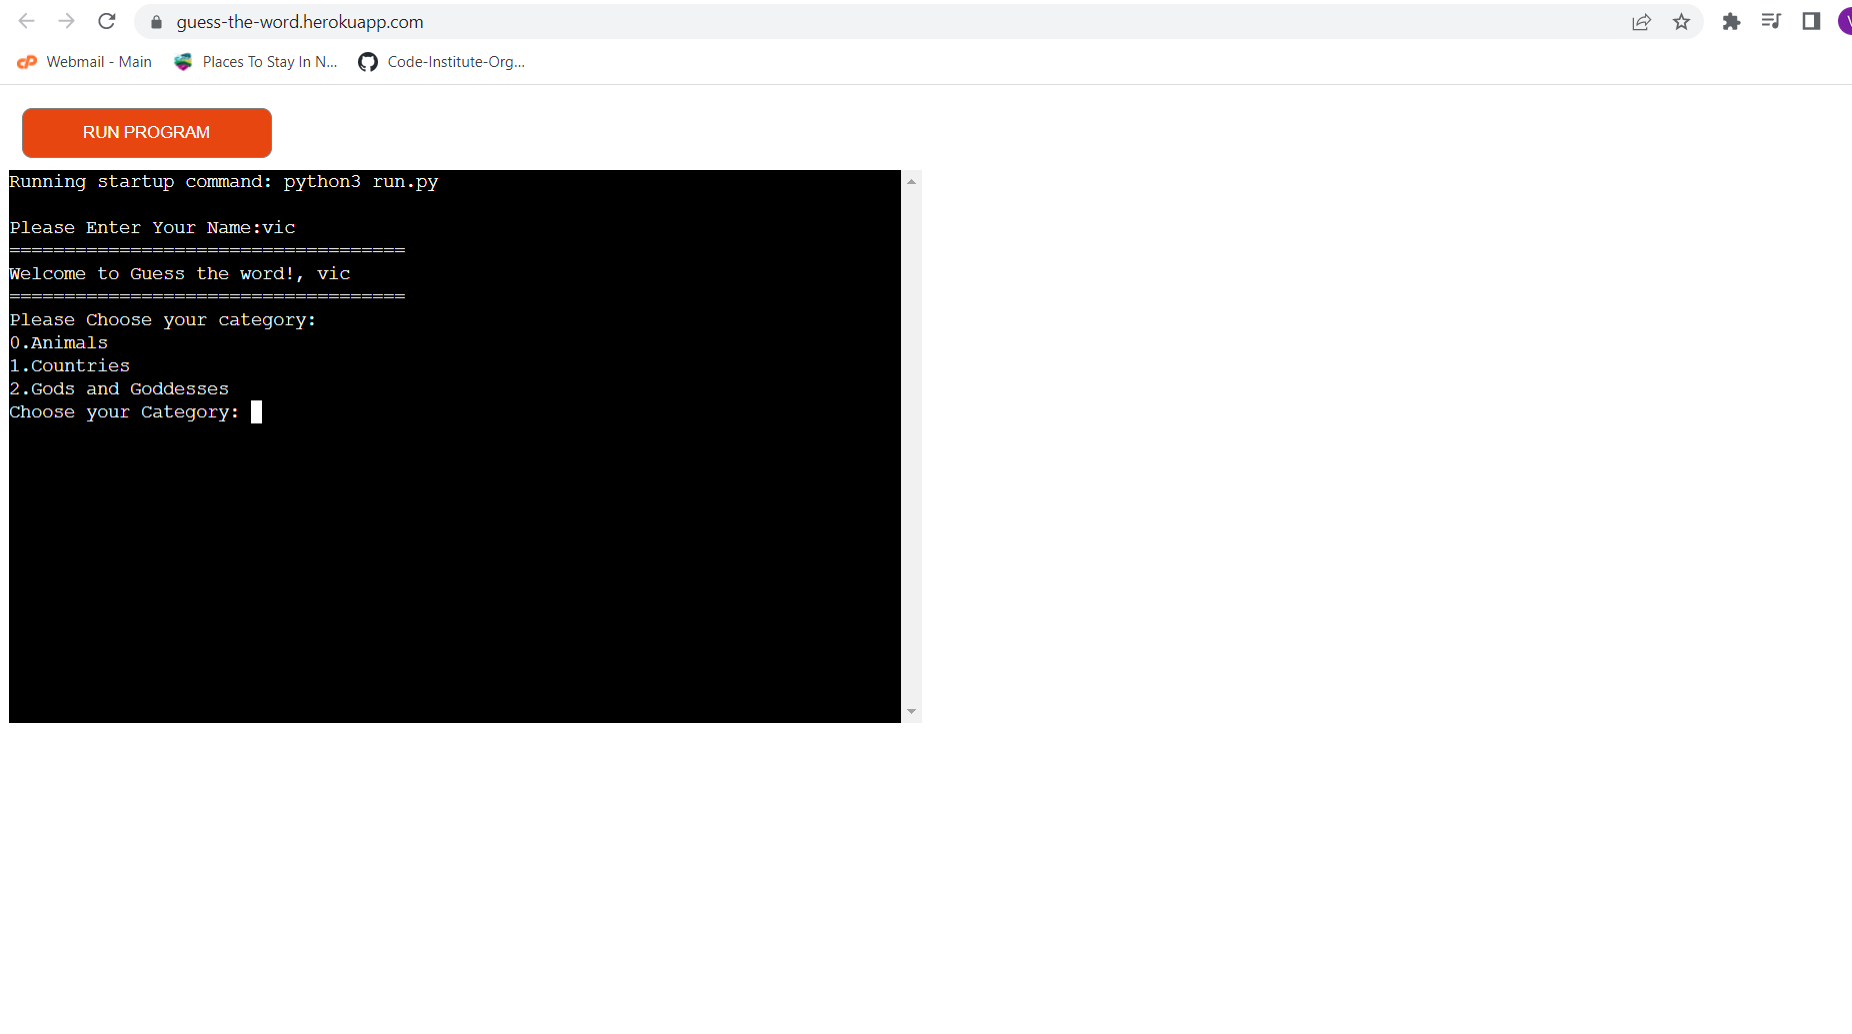 guess-the-word.herokuapp.com
Webmail - Main
Places To Stay In N...
Code-Institute-Org...
RUN PROGRAM
Running startup command: python3 run.py
Please Enter Your Name:vic
====================================
Welcome to Guess the word!, vic
====================================
Please Choose your category:
0.Animals
1.Countries
2.Gods and Goddesses
Choose your Category: